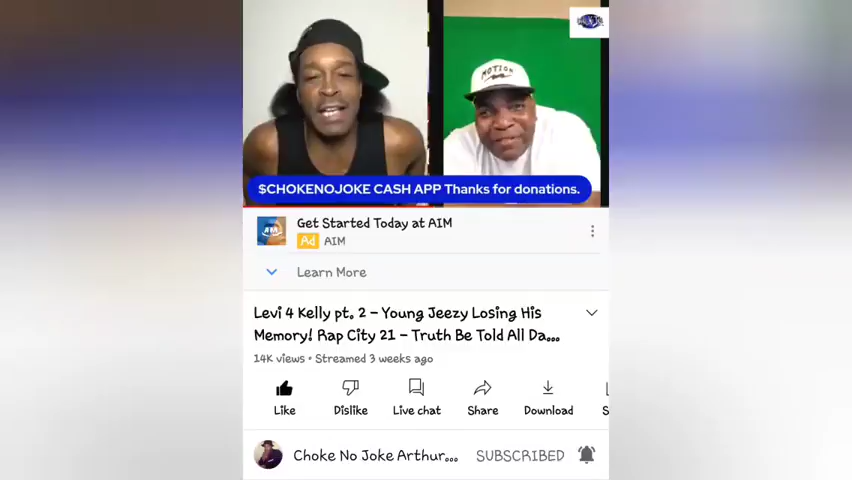 MOTION
$CHOKENOJOKE CASH APP Thanks for donations.
Get Started Today at AIM
Ad AIM
Learn More
Levi 4 Kelly pt. 2 – Young Jeezy Losing His
Memory! Rap City 21 – Truth Be Told All Da...
14K views • Streamed 3 weeks ago
Like Dislike Live chat Share Download S
Choke No Joke Arthur... SUBSCRIBED